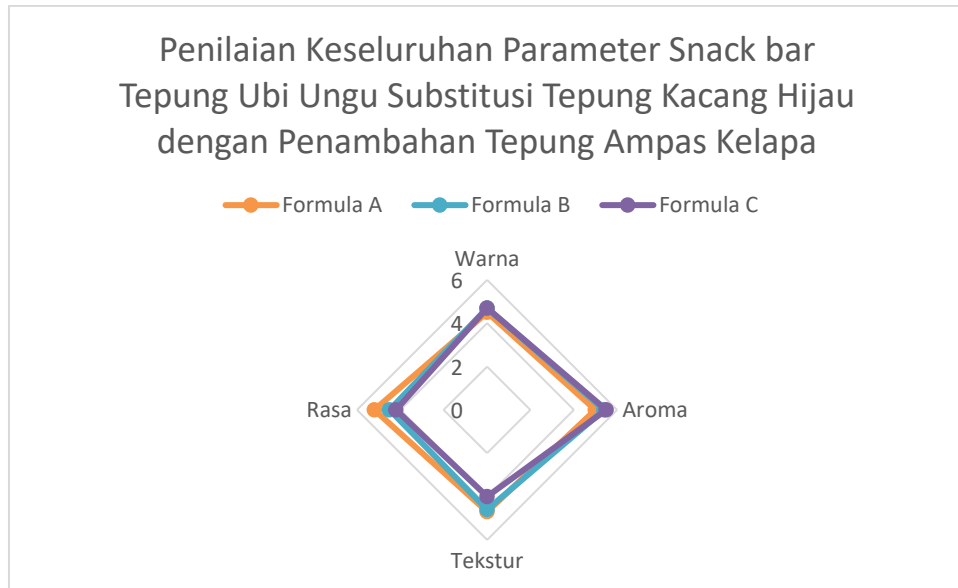 Penilaian Keseluruhan Parameter Snack bar
Tepung Ubi Ungu Substitusi Tepung Kacang Hijau
dengan Penambahan Tepung Ampas Kelapa
Formula A Formula B Formula C
Warna
6
4
2
0
Rasa
Aroma
Tekstur